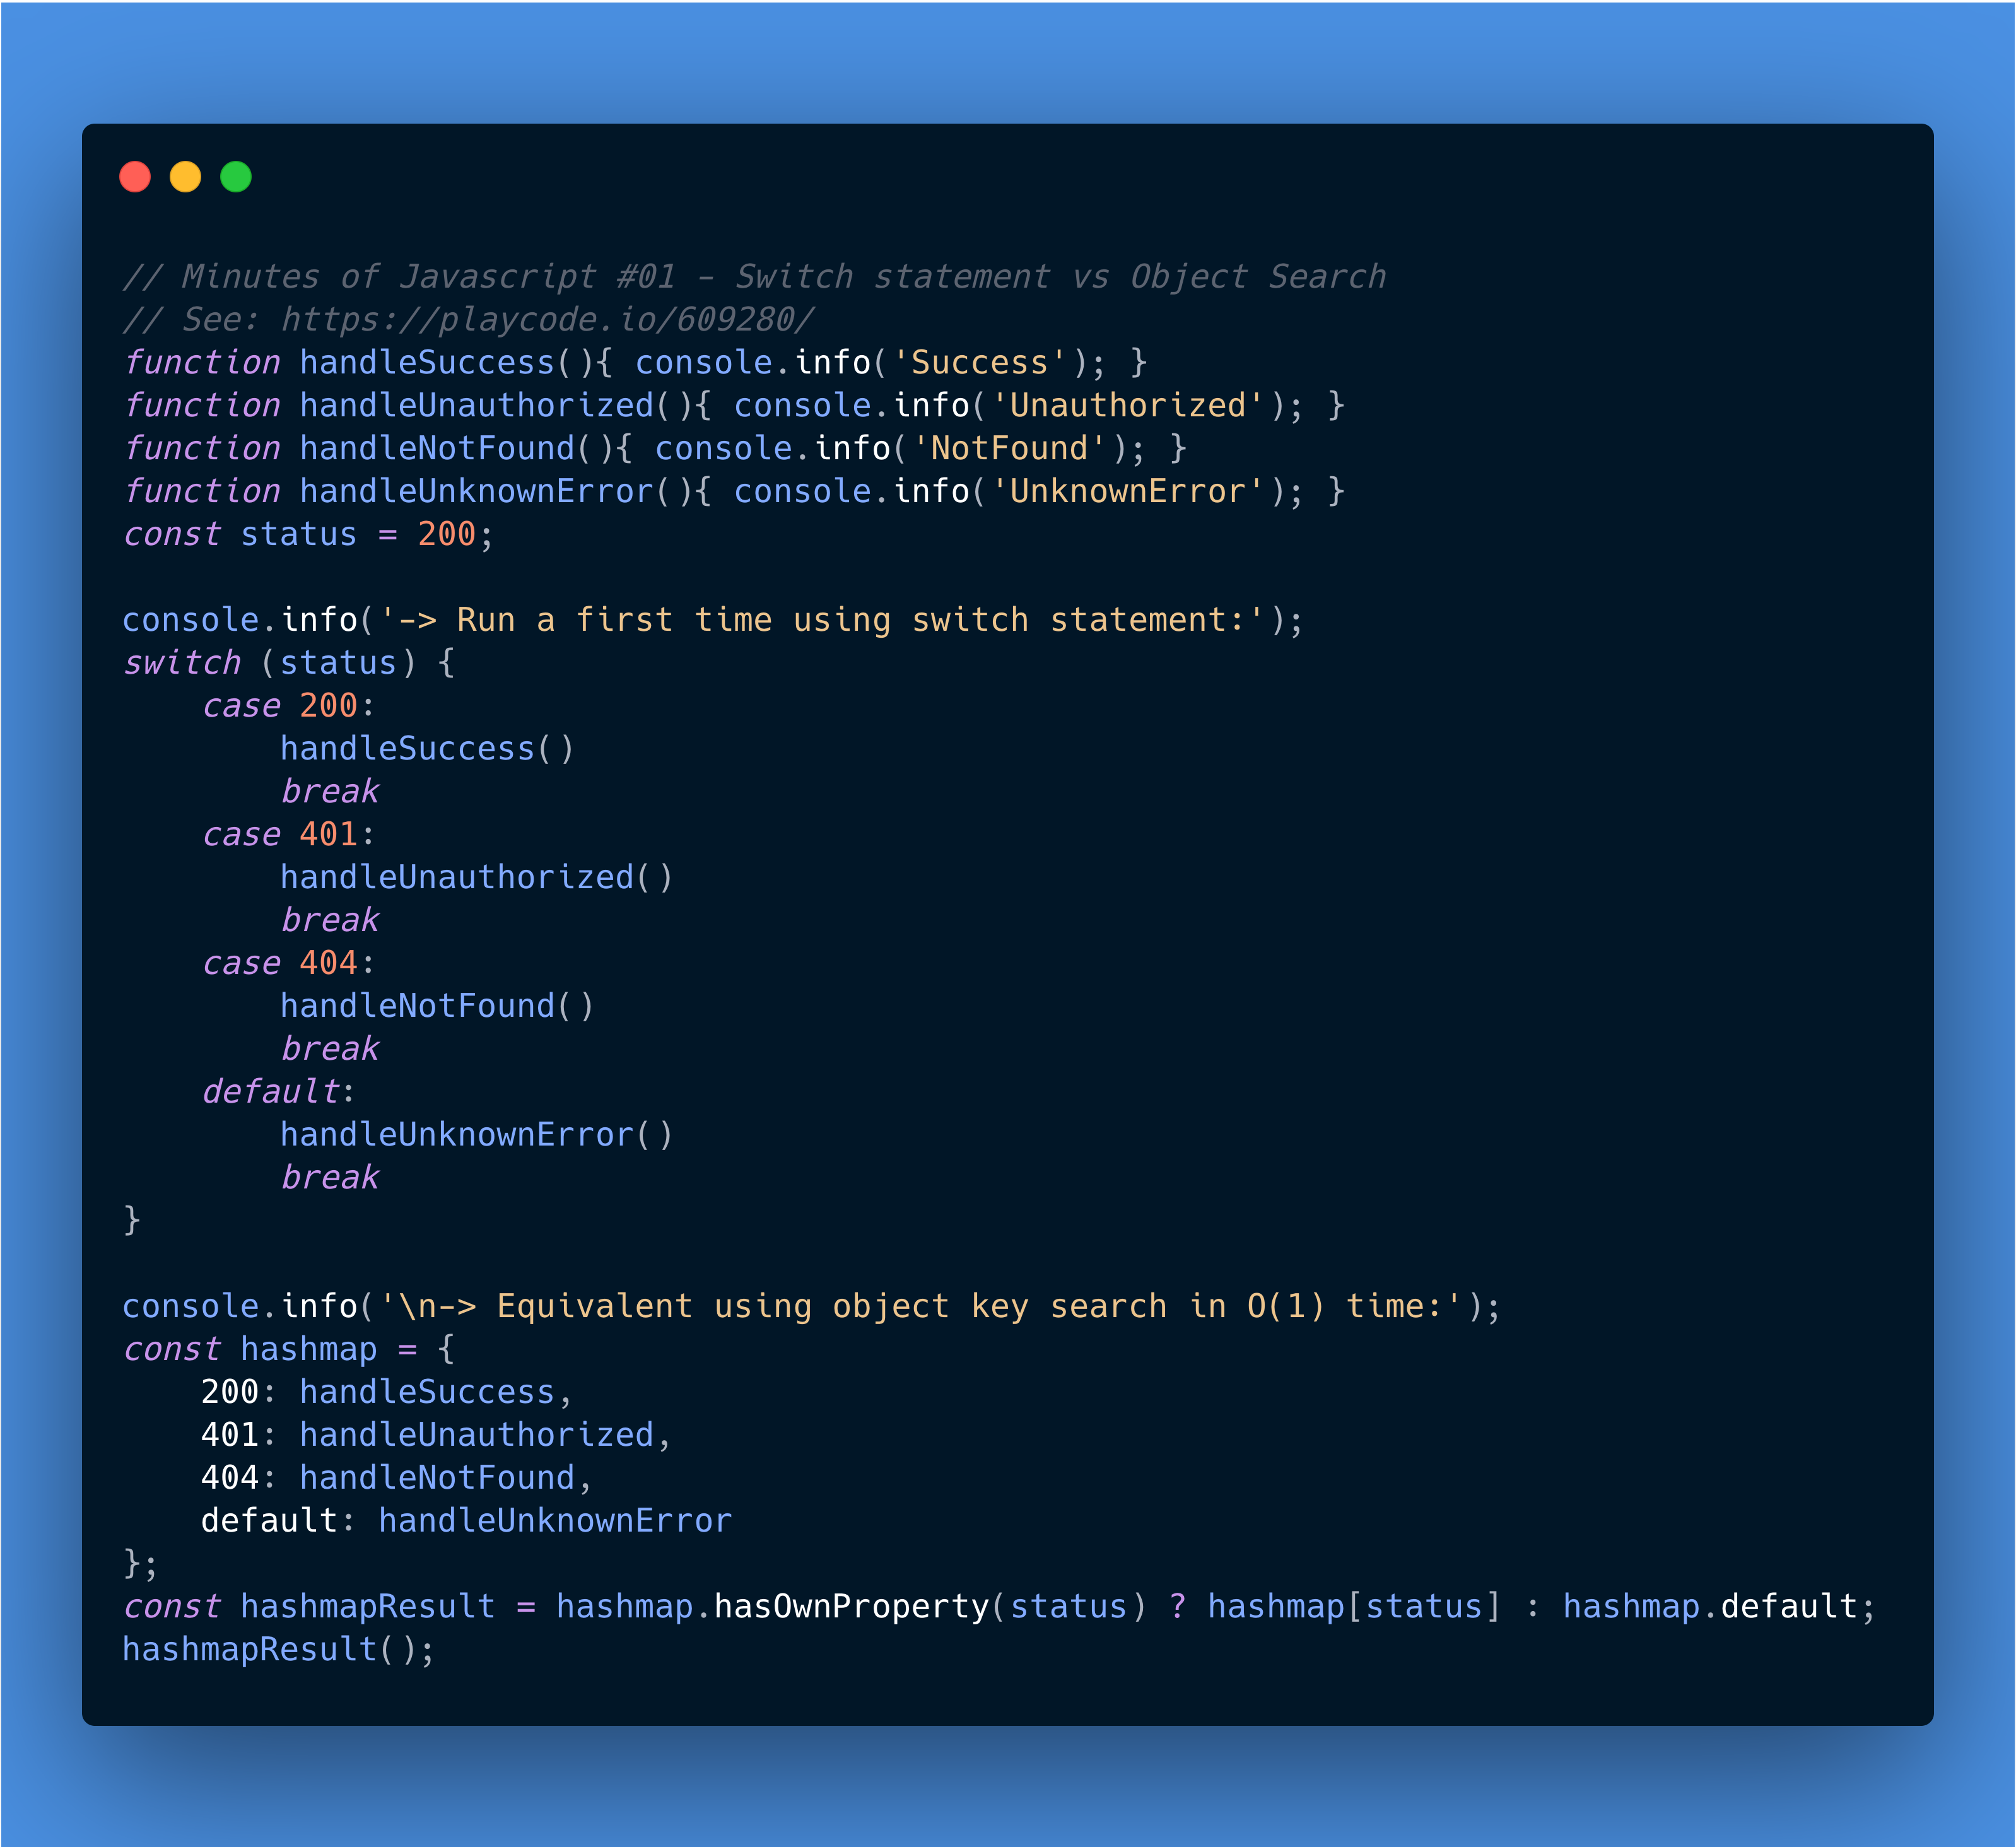 // Minutes of Javascript #01 - Switch statement vs Object Search
// See: https://playcode.io/609280/
function handleSuccess(){ console.info('Success'); }
function handleUnauthorized(){ console.info('Unauthorized'); }
function handleNotFound(){ console.info('NotFound'); }
function handleUnknownError(){ console.info('UnknownError'); }
const status = 200;

console.info('-> Run a first time using switch statement:');
switch (status) {
    case 200:
        handleSuccess()
        break
    case 401:
        handleUnauthorized()
        break
    case 404:
        handleNotFound()
        break
    default:
        handleUnknownError()
        break
}

console.info('\n-> Equivalent using object key search in O(1) time:');
const hashmap = {
    200: handleSuccess,
    401: handleUnauthorized,
    404: handleNotFound,
    default: handleUnknownError
};
const hashmapResult = hashmap.hasOwnProperty(status) ? hashmap[status] : hashmap.default;
hashmapResult();